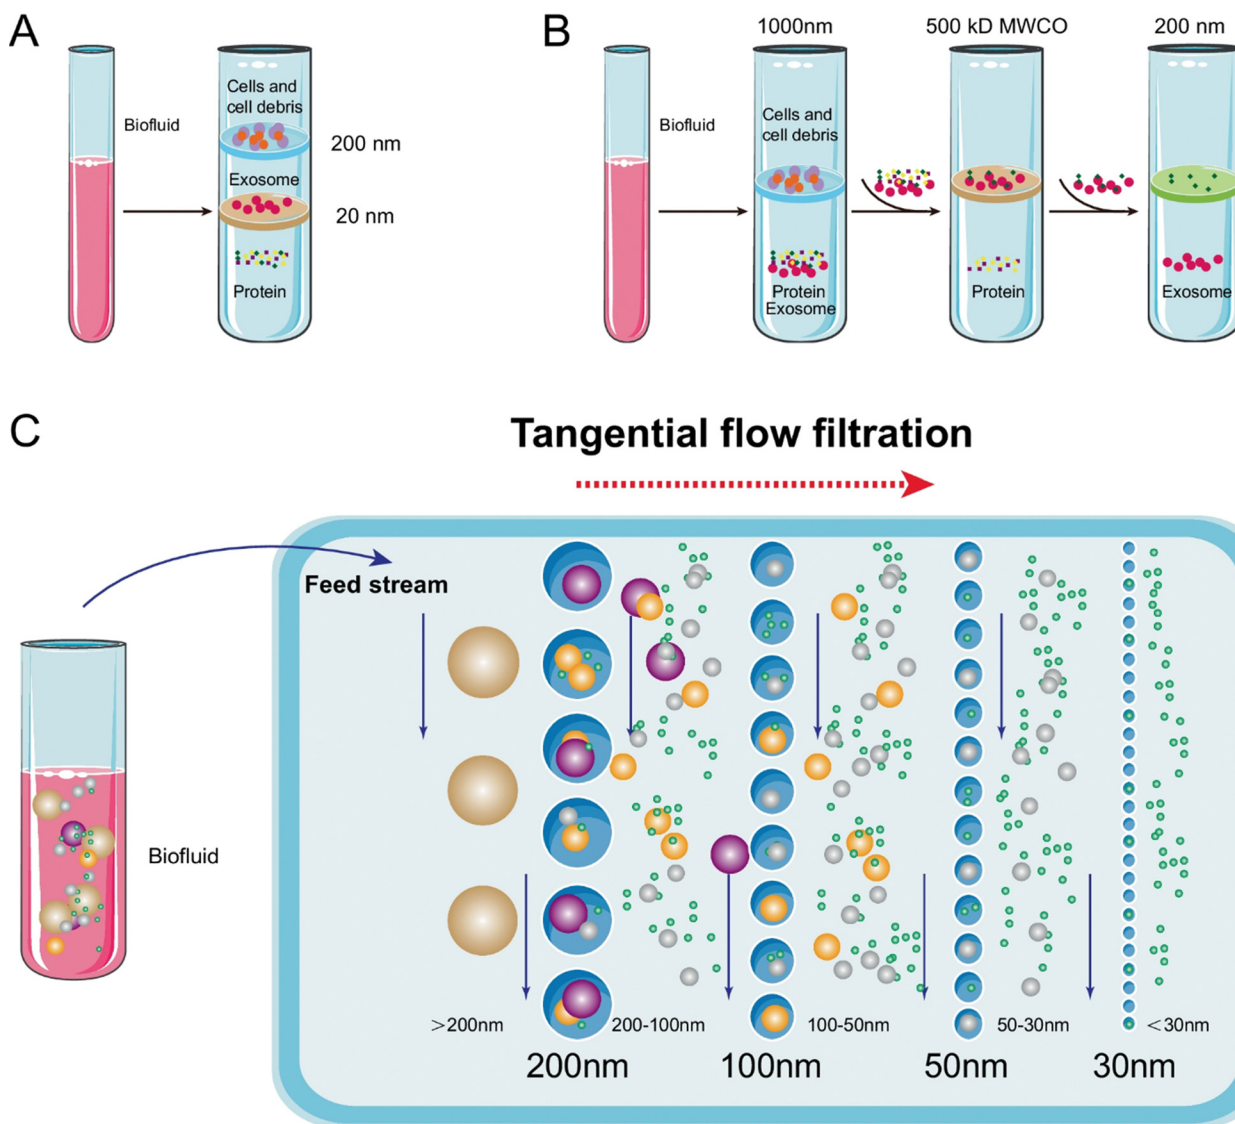 A
Biofluid
Cells and
cell debris
200 nm
Exosome
20 nm
Protein
B
1000nm
500 kD MWCO
200 nm
Biofluid
Cells and
cell debris
Protein
Exosome
Protein
Exosome
C
Tangential flow filtration
Feed stream
Biofluid
>200nm
200-100nm
100-50nm
50-30nm
<30nm
200nm
100nm
50nm
30nm